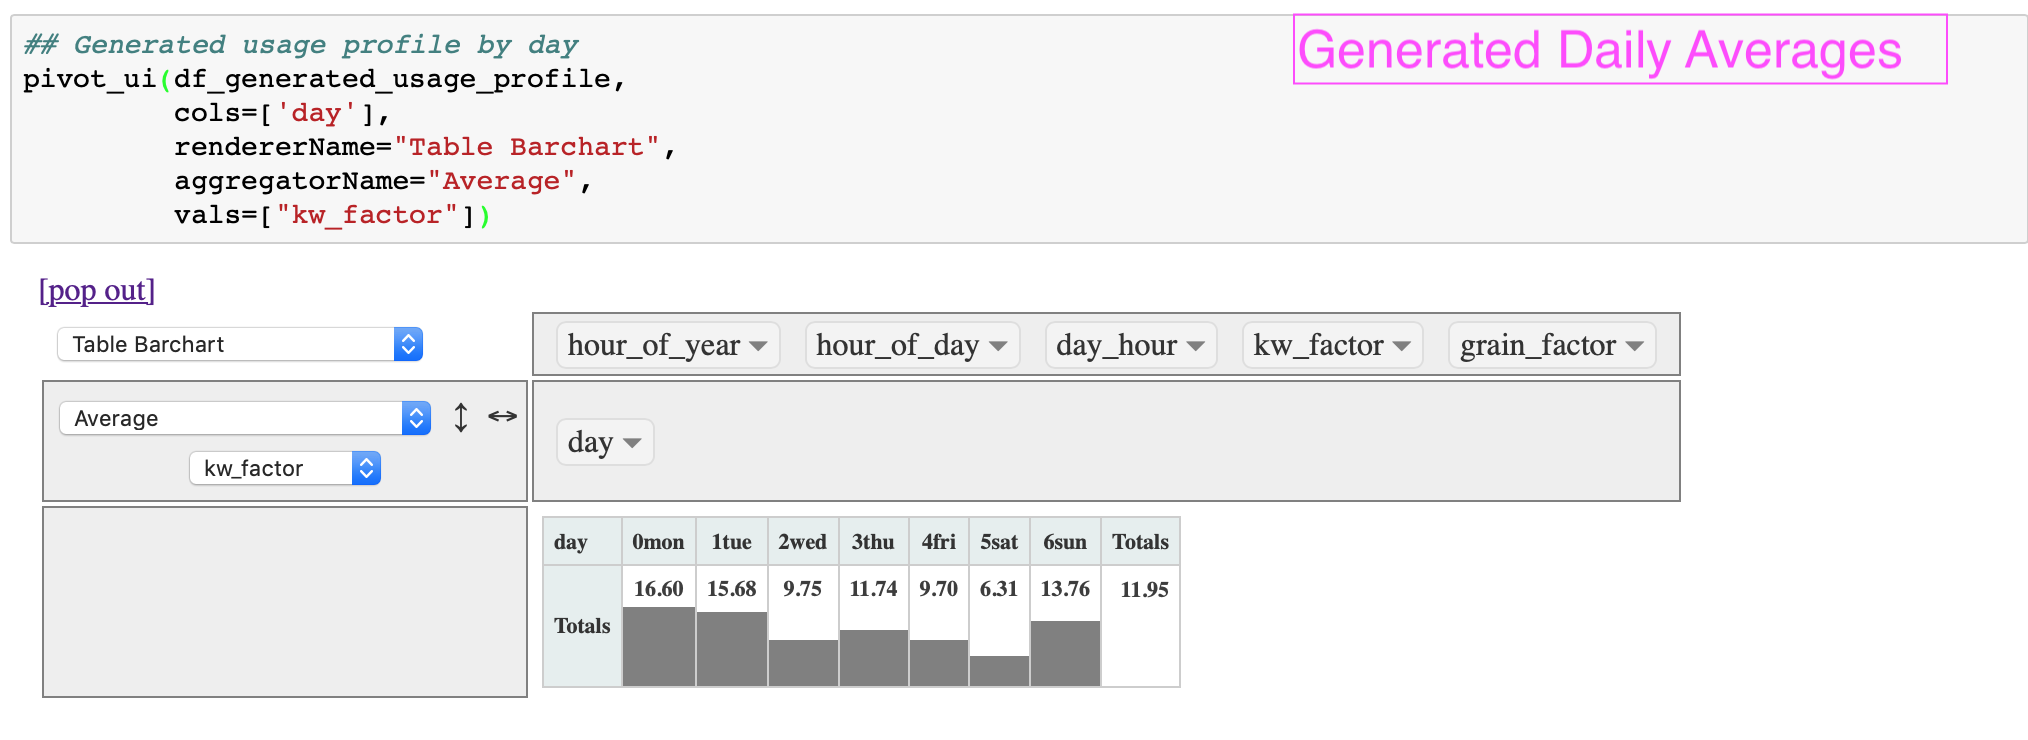 ## Generated usage profile by day
Generated Daily Averages
pivot_ui(df_generated_usage_profile,
cols=['day'],
rendererName="Table Barchart",
aggregatorName="Average",
vals=["kw_factor"])
[pop out]
Table Barchart
hour_of_year hour_of_day day_hour kw_factor grain_factor
Average
kw_factor
day
day 0mon 1tue 2wed 3thu 4fri 5sat 6sun Totals
Totals 16.60 15.68 9.75 11.74 9.70 6.31 13.76 11.95